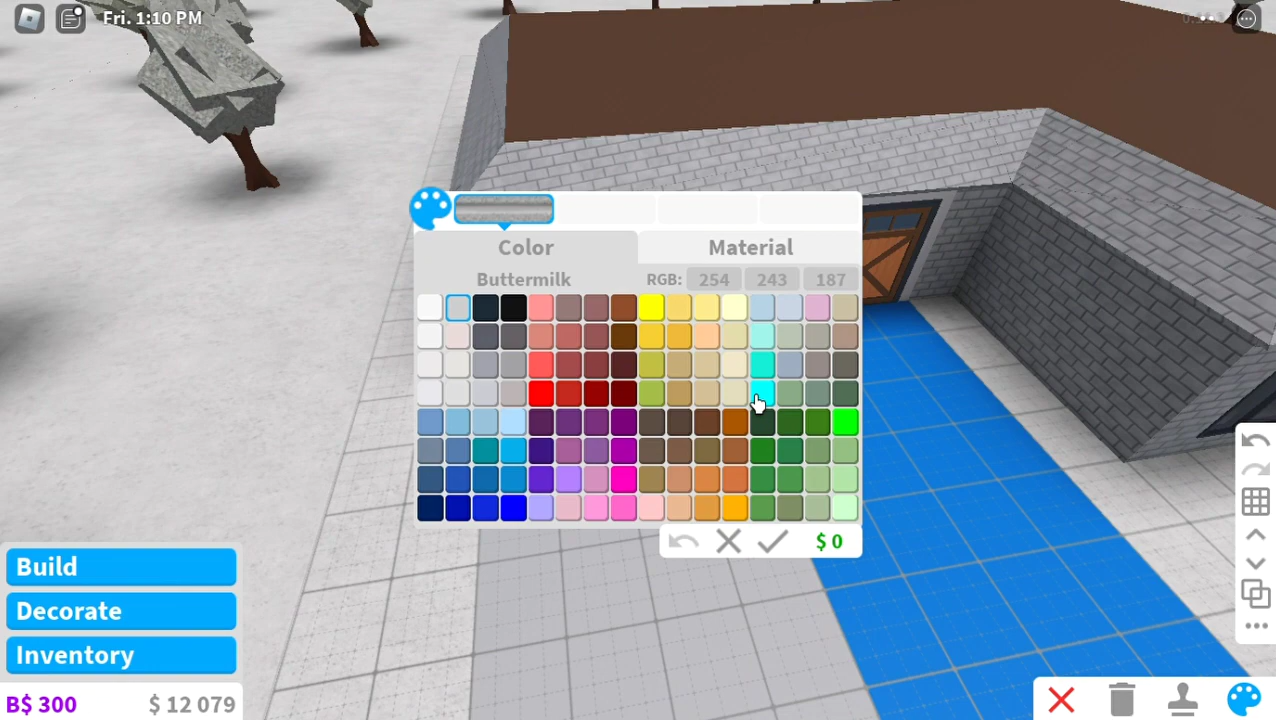 Fri. 1:10 PM
Color
Material
Buttermilk
RGB: 254 243 187
$ 0
Build
Decorate
Inventory
B$ 300
$ 12 079